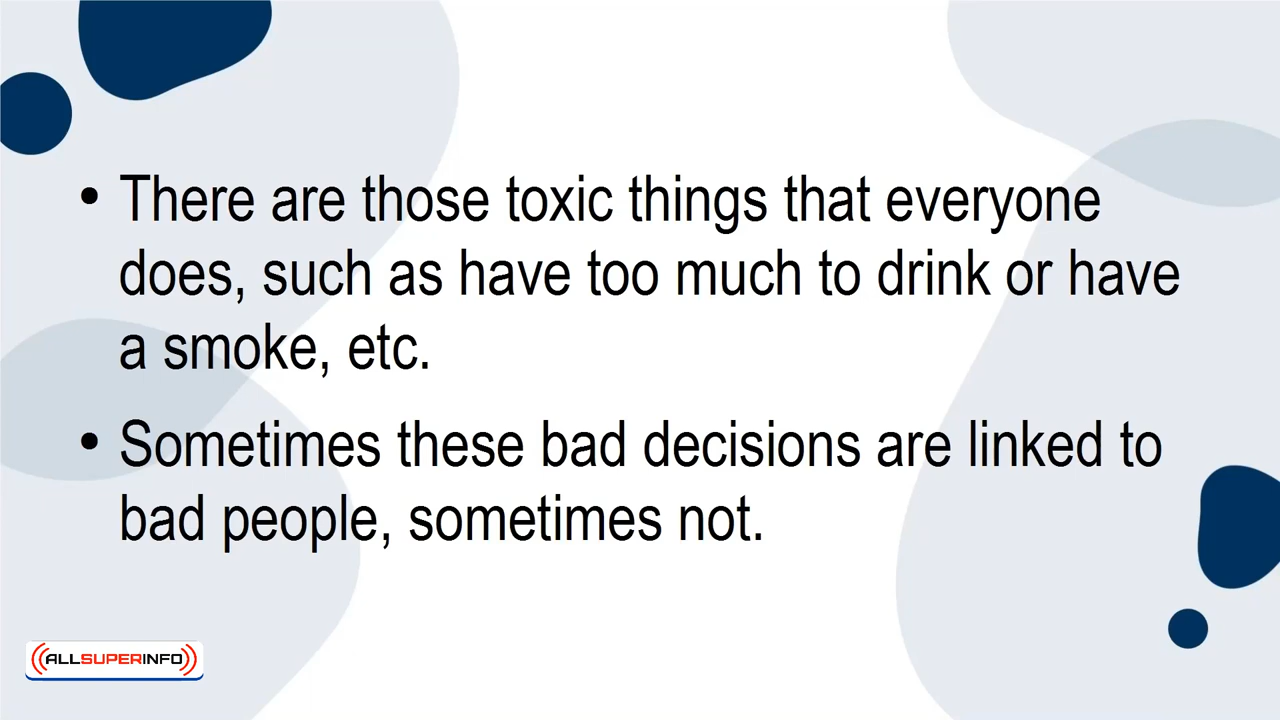 • There are those toxic things that everyone
does, such as have too much to drink or have
a smoke, etc.
• Sometimes these bad decisions are linked to
bad people, sometimes not.
ALLSUPERINFO